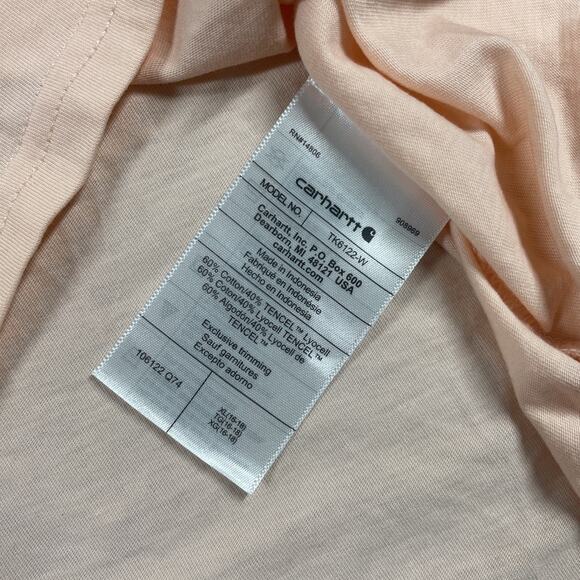 RN#14806
carhartt
908969
MODEL NO.
TK6122-W
Carhartt, Inc. P.O. Box 600
Dearborn, MI 48121 USA
carhartt.com
Made in Indonesia
Fabriqué en Indonésie
Hecho en Indonesia
60% Cotton/40% TENCEL™ Lyocell
60% Coton/40% Lyocell TENCEL™
60% Algodón/40% Lyocell de
TENCEL™
Exclusive trimming
Sauf garnitures
Excepto adorno
106122 Q74
XL(16-18)
TG(16-18)
XG(16-18)